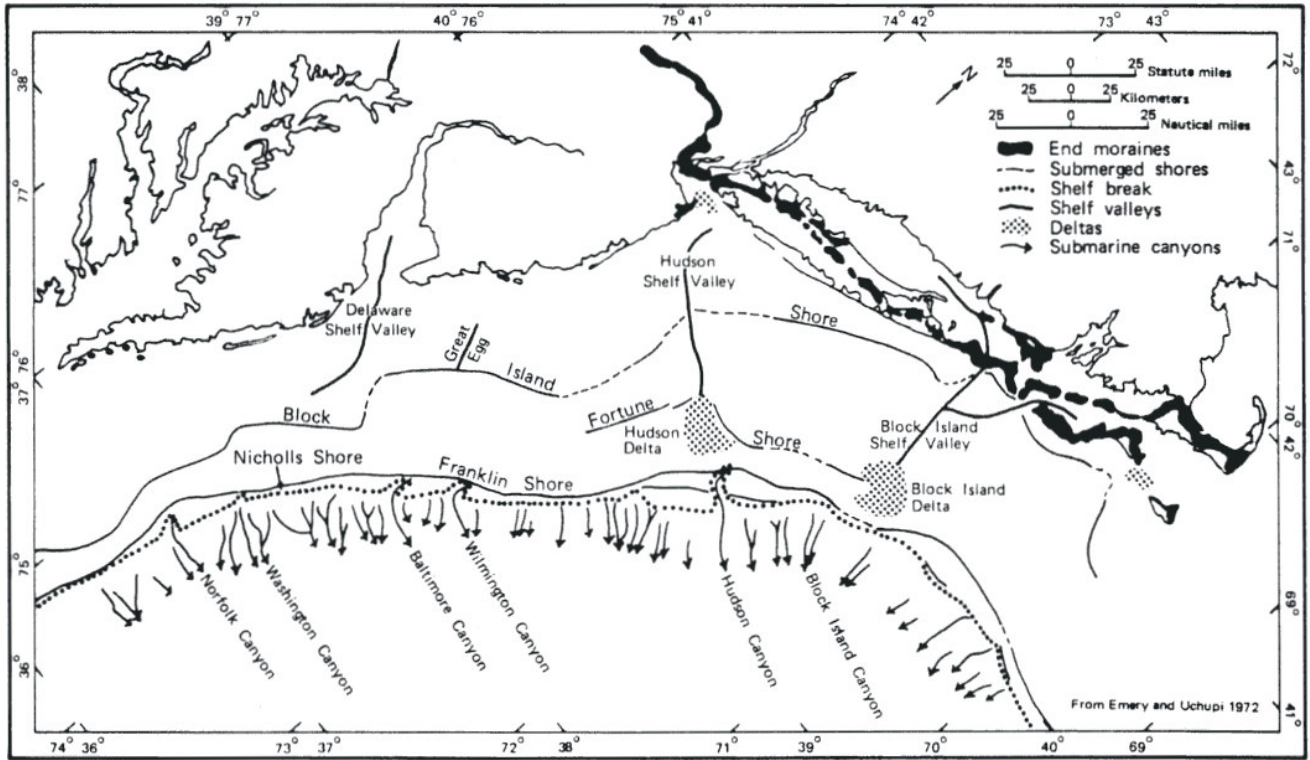 39° 77° 40° 76° 75° 41° 74° 42° 73° 43°
72°
38°
N
25 0 25
Statute miles
25 0 25
Kilometers
25 0 25
Nautical miles
End moraines
Submerged shores
Shelf break
Shelf valleys
Deltas
Submarine canyons
43°
77°
71°
Hudson
Shelf Valley
Delaware
Shelf Valley
Great
Egg
Shore
Island
37° 76°
Block
Fortune
Hudson
Delta
Shore
Block Island
Shelf Valley
70° 42°
Nicholls Shore
Franklin Shore
Block Island
Delta
75°
69°
Norfolk Canyon
Washington Canyon
Baltimore Canyon
Wilmington Canyon
Hudson Canyon
Block Island Canyon
36°
From Emery and Uchupi 1972
41°
74° 36° 73° 37° 72° 38° 71° 39° 70° 40° 69°